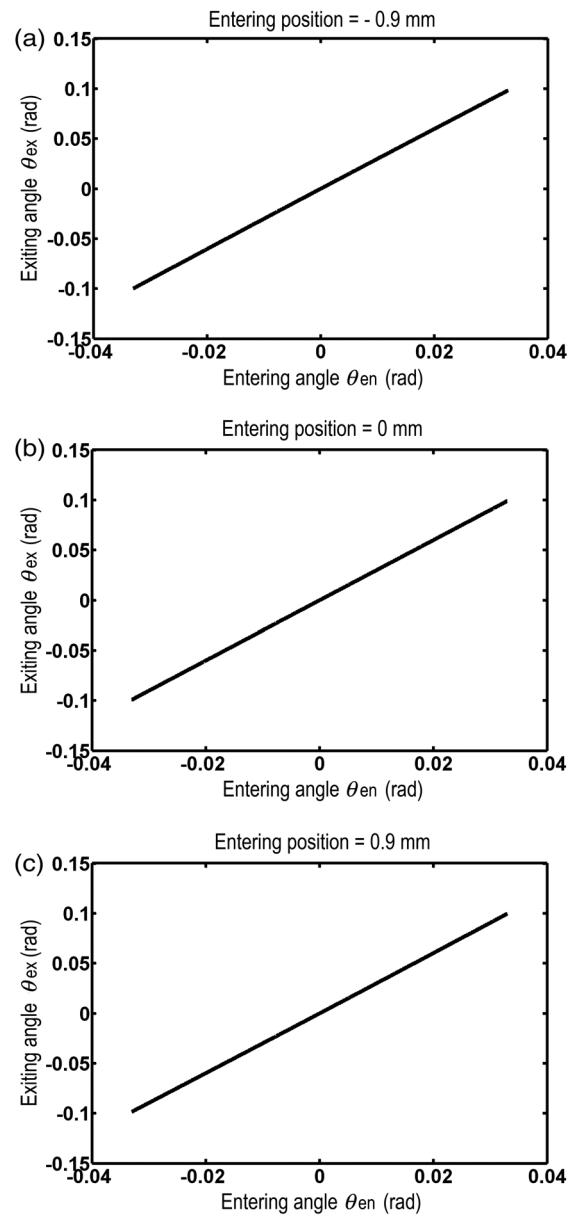 Entering position = - 0.9 mm
(a)
0.15
0.1
0.05
0
-0.05
-0.1
-0.15
Exiting angle θex (rad)
-0.04 -0.02 0 0.02 0.04
Entering angle θen (rad)
Entering position = 0 mm
(b)
0.15
0.1
0.05
0
-0.05
-0.1
-0.15
Exiting angle θex (rad)
-0.04 -0.02 0 0.02 0.04
Entering angle θen (rad)
Entering position = 0.9 mm
(c)
0.15
0.1
0.05
0
-0.05
-0.1
-0.15
Exiting angle θex (rad)
-0.04 -0.02 0 0.02 0.04
Entering angle θen (rad)